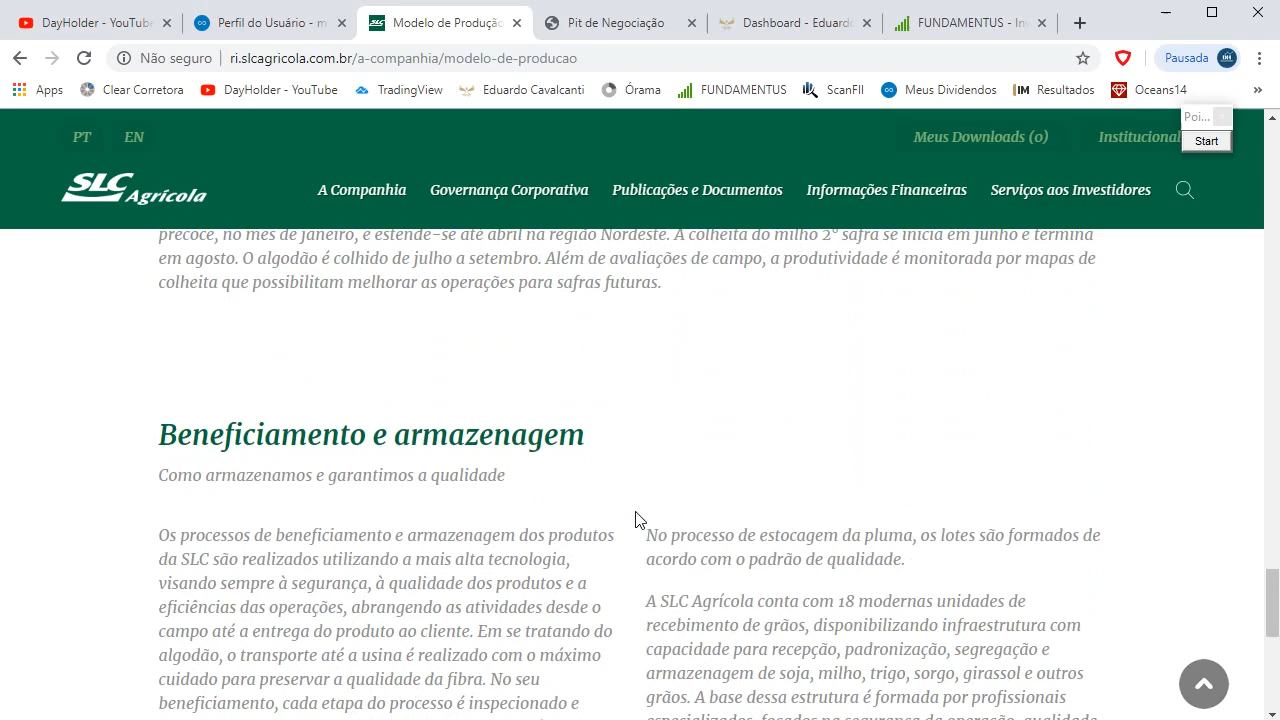 DayHolder - YouTube
Perfil do Usuário - m
Modelo de Produção
Pit de Negociação
Dashboard - Eduardo
FUNDAMENTUS - In
Não seguro
ri.slcagricola.com.br/a-companhia/modelo-de-producao
Pausada
Apps
Clear Corretora
DayHolder - YouTube
TradingView
Eduardo Cavalcanti
Órama
FUNDAMENTUS
ScanFII
Meus Dividendos
IM
Resultados
Oceans14
»
PT
EN
Meus Downloads (0)
Institucional
Poi...
Start
SLC Agrícola
A Companhia
Governança Corporativa
Publicações e Documentos
Informações Financeiras
Serviços aos Investidores
precoce, no mês de janeiro, e estende-se até abril na região Nordeste. A colheita do milho 2ª safra se inicia em junho e termina
em agosto. O algodão é colhido de julho a setembro. Além de avaliações de campo, a produtividade é monitorada por mapas de
colheita que possibilitam melhorar as operações para safras futuras.
Beneficiamento e armazenagem
Como armazenamos e garantimos a qualidade
Os processos de beneficiamento e armazenagem dos produtos
da SLC são realizados utilizando a mais alta tecnologia,
visando sempre à segurança, à qualidade dos produtos e a
eficiências das operações, abrangendo as atividades desde o
campo até a entrega do produto ao cliente. Em se tratando do
algodão, o transporte até a usina é realizado com o máximo
cuidado para preservar a qualidade da fibra. No seu
beneficiamento, cada etapa do processo é inspecionado e
No processo de estocagem da pluma, os lotes são formados de
acordo com o padrão de qualidade.
A SLC Agrícola conta com 18 modernas unidades de
recebimento de grãos, disponibilizando infraestrutura com
capacidade para recepção, padronização, segregação e
armazenagem de soja, milho, trigo, sorgo, girassol e outros
grãos. A base dessa estrutura é formada por profissionais
especializados, focados na segurança da operação, qualidade